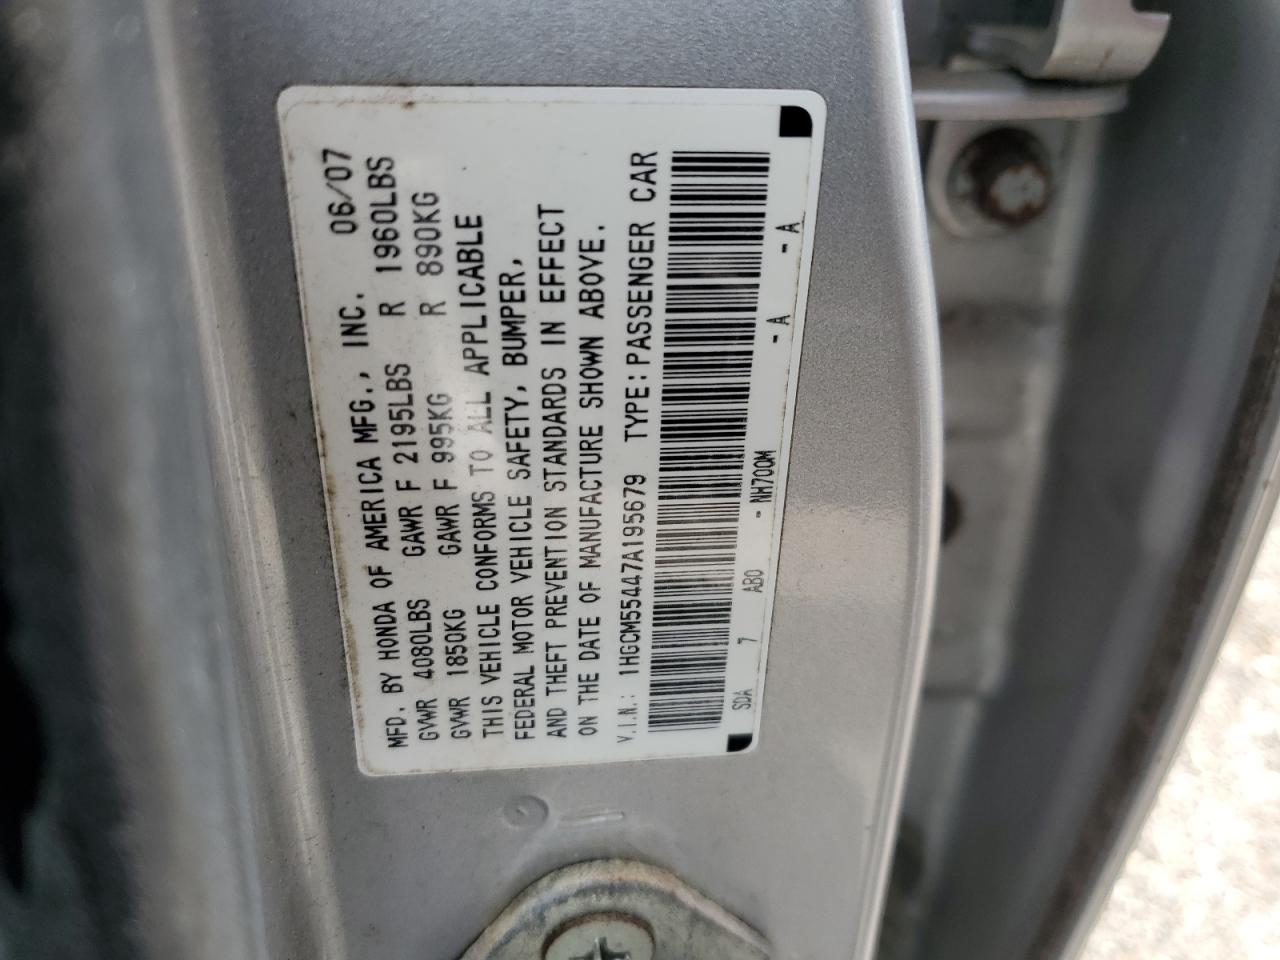 MFD. BY HONDA OF AMERICA MFG., INC. 06/07
GVWR 4080LBS GAWR F 2195LBS R 1960LBS
GVWR 1850KG GAWR F 995KG R 890KG
THIS VEHICLE CONFORMS TO ALL APPLICABLE
FEDERAL MOTOR VEHICLE SAFETY, BUMPER,
AND THEFT PREVENTION STANDARDS IN EFFECT
ON THE DATE OF MANUFACTURE SHOWN ABOVE.
V.I.N.: 1HGCM55447A195679 TYPE: PASSENGER CAR
SDA 7 ABO - NH700M - A - A